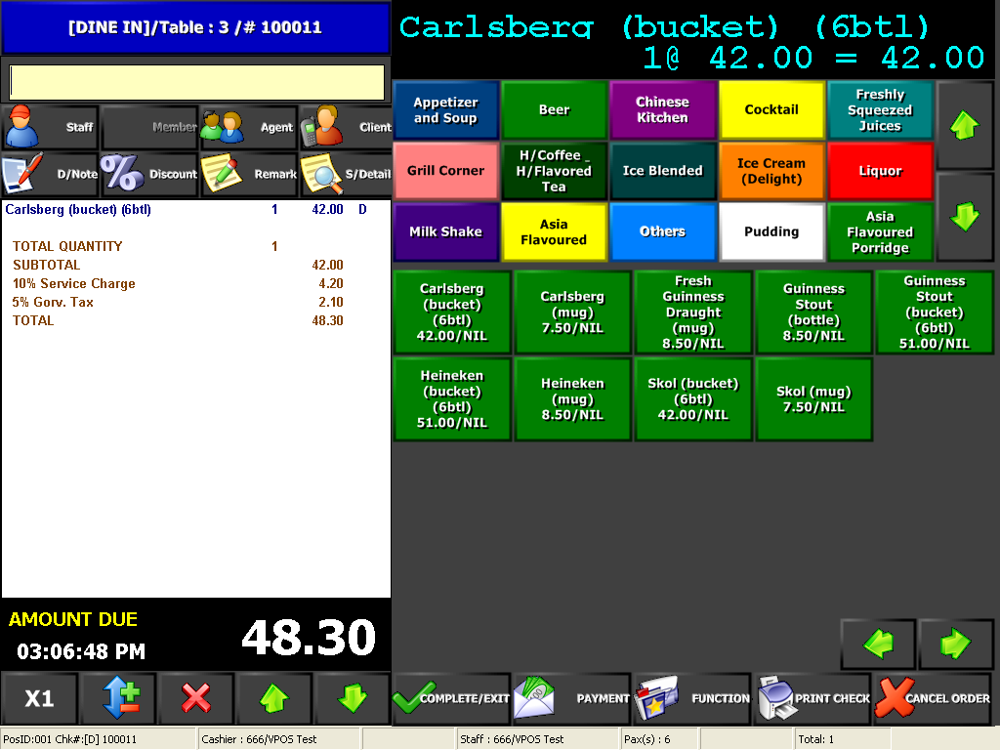 [DINE IN]/Table : 3 /# 100011
Carlsberg (bucket) (6btl)
1@ 42.00 = 42.00
Staff
Member
Agent
Client
D/Note
Discount
Remark
S/Detail
Carlsberg (bucket) (6btl) 1 42.00 D
TOTAL QUANTITY 1
SUBTOTAL 42.00
10% Service Charge 4.20
5% Gorv. Tax 2.10
TOTAL 48.30
AMOUNT DUE
03:06:48 PM
48.30
X1
Appetizer
and Soup
Beer
Chinese
Kitchen
Cocktail
Freshly
Squeezed
Juices
Grill Corner
H/Coffee _
H/Flavored
Tea
Ice Blended
Ice Cream
(Delight)
Liquor
Milk Shake
Asia
Flavoured
Others
Pudding
Asia
Flavoured
Porridge
Carlsberg
(bucket)
(6btl)
42.00/NIL
Carlsberg
(mug)
7.50/NIL
Fresh
Guinness
Draught
(mug)
8.50/NIL
Guinness
Stout
(bottle)
8.50/NIL
Guinness
Stout
(bucket)
(6btl)
51.00/NIL
Heineken
(bucket)
(6btl)
51.00/NIL
Heineken
(mug)
8.50/NIL
Skol (bucket)
(6btl)
42.00/NIL
Skol (mug)
7.50/NIL
COMPLETE/EXIT
PAYMENT
FUNCTION
PRINT CHECK
CANCEL ORDER
PosID:001 Chk#:[D] 100011
Cashier : 666/VPOS Test
Staff : 666/VPOS Test
Pax(s) : 6
Total: 1